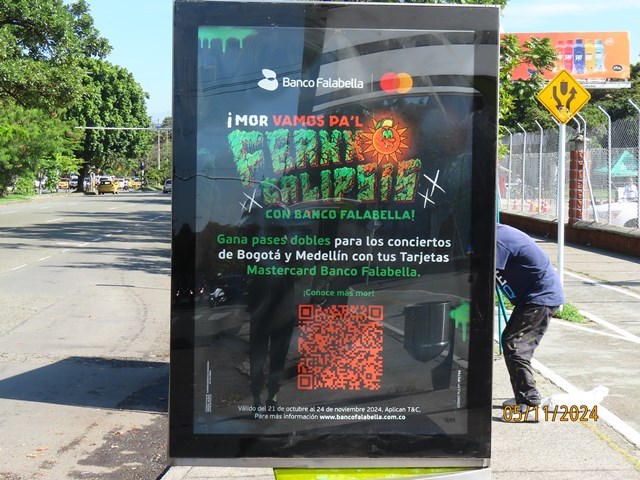 Banco Falabella
¡MOR VAMOS PA'L
FERXXO
CALIPSIS
CON BANCO FALABELLA!
Gana pases dobles para los conciertos
de Bogotá y Medellín con tus Tarjetas
Mastercard Banco Falabella.
¡Conoce más mor!
Válido del 21 de octubre al 24 de noviembre 2024, Aplican T&C.
Para más información www.bancofalabella.com.co
05/11/2024